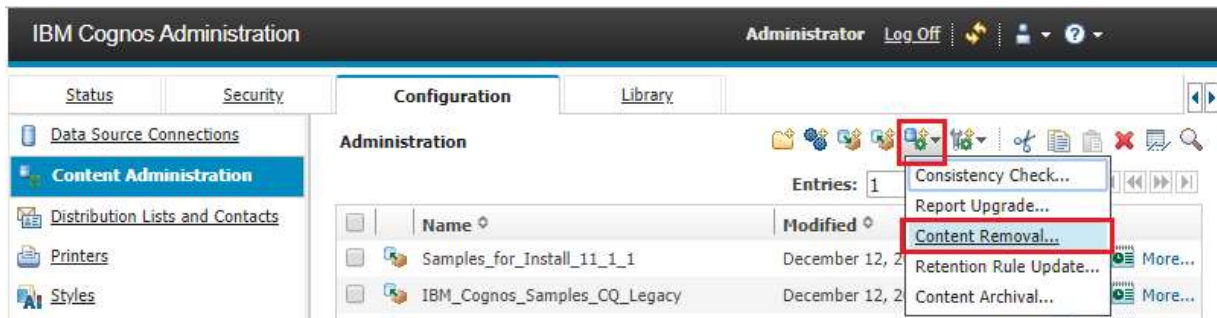 IBM Cognos Administration Administrator Log Off
Status Security Configuration Library
Data Source Connections
Content Administration
Distribution Lists and Contacts
Printers
Styles
Administration
Entries: 1
Name Modified
Samples_for_Install_11_1_1 December 12, 2 More...
IBM_Cognos_Samples_CQ_Legacy December 12, 2 More...
Consistency Check...
Report Upgrade...
Content Removal...
Retention Rule Update...
Content Archival...